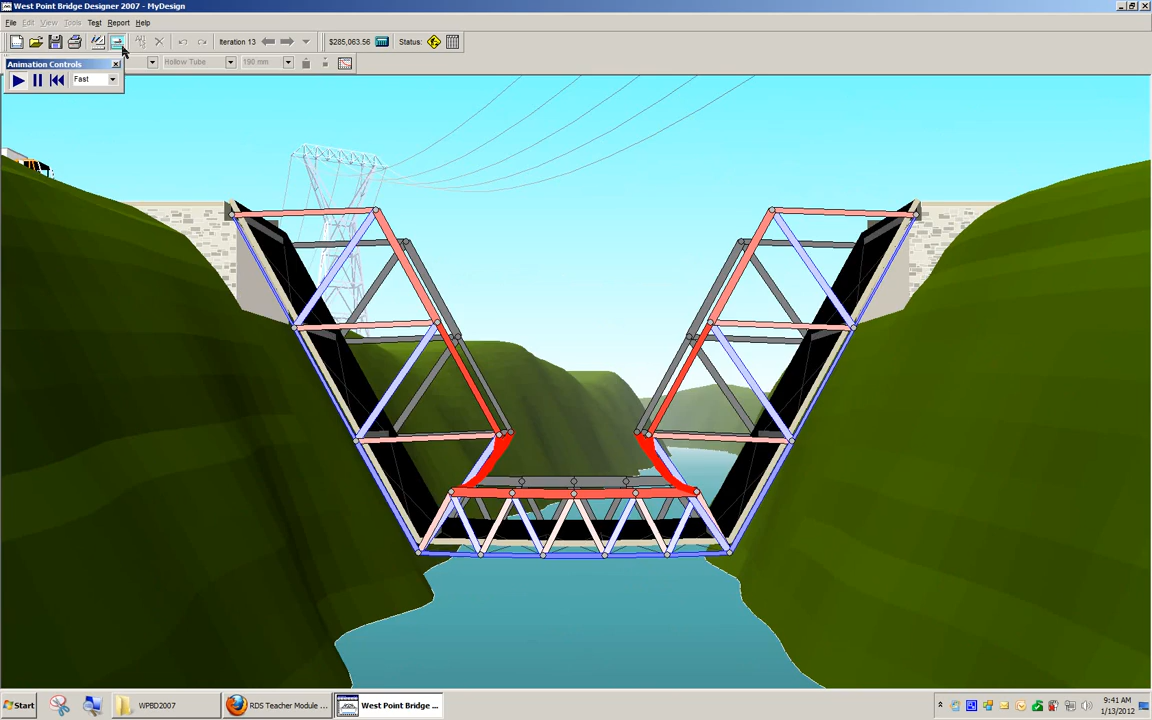 West Point Bridge Designer 2007 - MyDesign
File Edit View Tools Test Report Help
Iteration 13 $285,063.56 Status:
Animation Controls Hollow Tube 190 mm
Fast
Start WPBD2007 RDS Teacher Module ... West Point Bridge ... 9:41 AM
1/13/2012